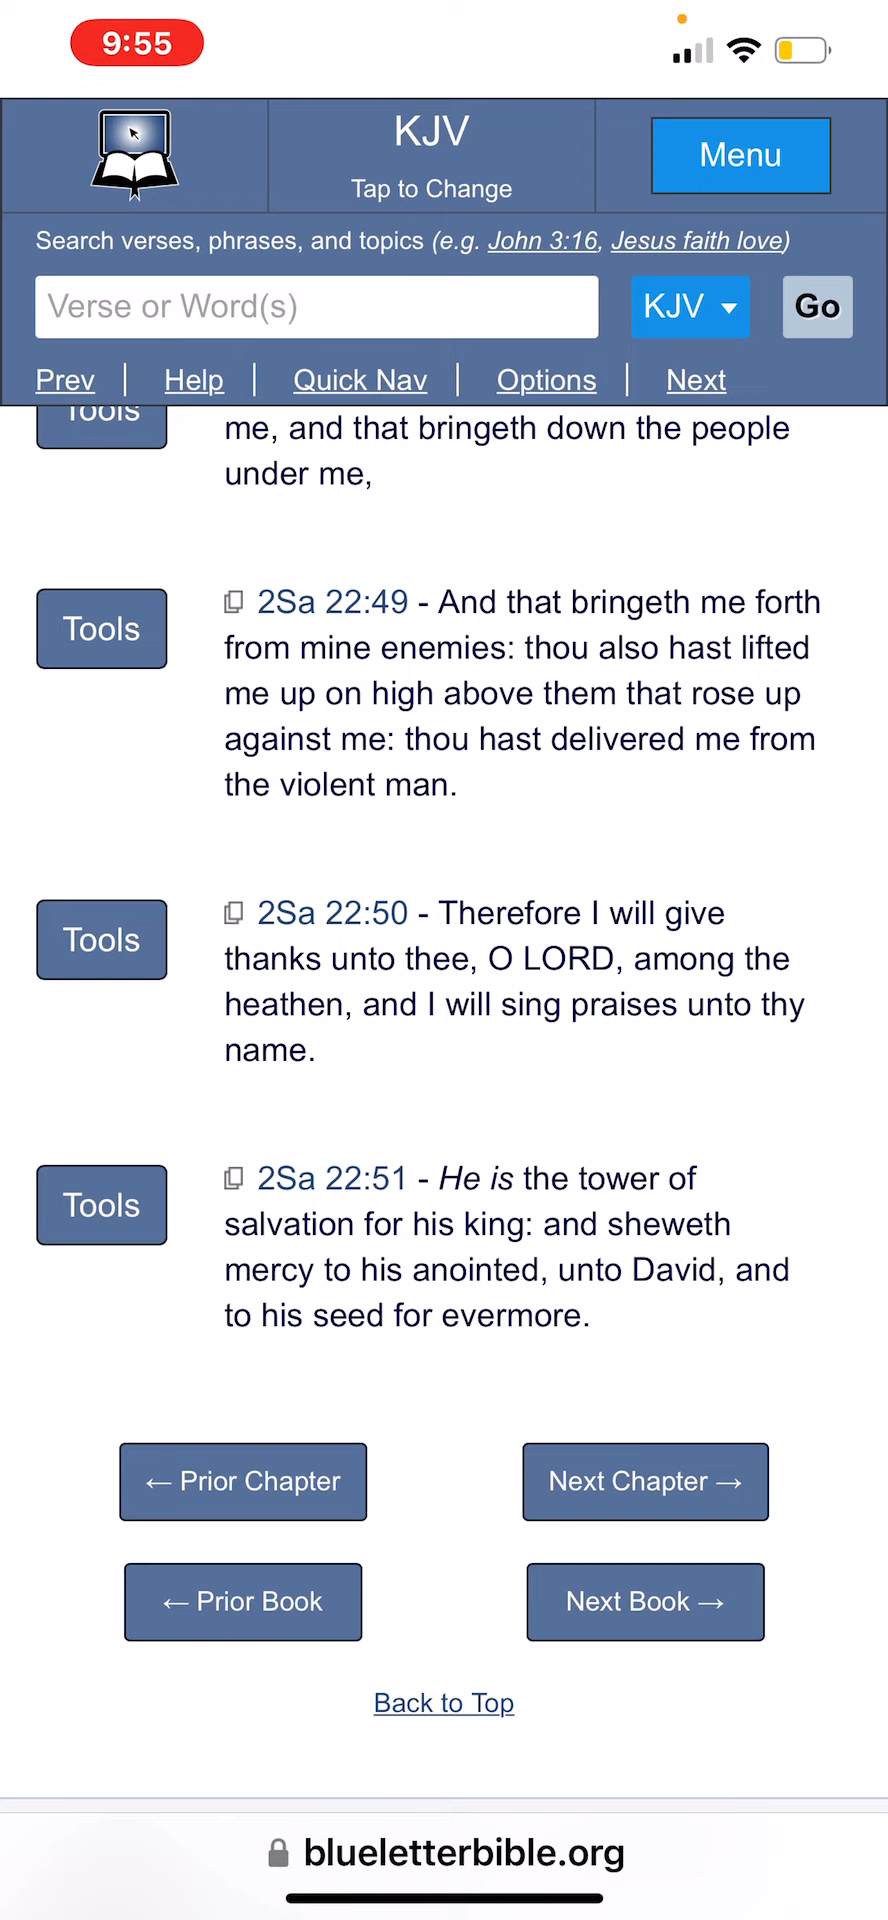 9:55
KJV
Tap to Change
Menu
Search verses, phrases, and topics (e.g. John 3:16, Jesus faith love)
Verse or Word(s)
KJV
Go
Prev | Help | Quick Nav | Options | Next
Tools
me, and that bringeth down the people
under me,
Tools
2Sa 22:49 - And that bringeth me forth
from mine enemies: thou also hast lifted
me up on high above them that rose up
against me: thou hast delivered me from
the violent man.
Tools
2Sa 22:50 - Therefore I will give
thanks unto thee, O LORD, among the
heathen, and I will sing praises unto thy
name.
Tools
2Sa 22:51 - He is the tower of
salvation for his king: and sheweth
mercy to his anointed, unto David, and
to his seed for evermore.
← Prior Chapter
Next Chapter →
← Prior Book
Next Book →
Back to Top
blueletterbible.org